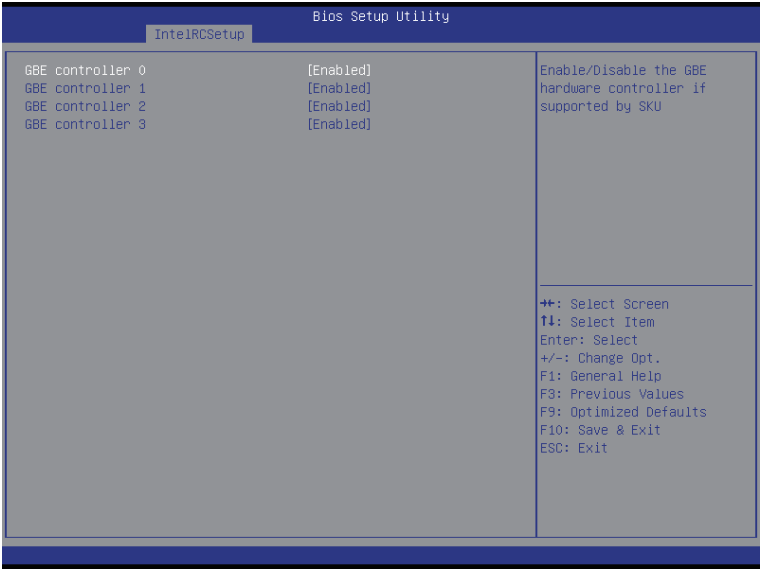 Bios Setup Utility
IntelRCSetup
GBE controller 0 [Enabled]
GBE controller 1 [Enabled]
GBE controller 2 [Enabled]
GBE controller 3 [Enabled]
Enable/Disable the GBE
hardware controller if
supported by SKU
→←: Select Screen
↑↓: Select Item
Enter: Select
+/-: Change Opt.
F1: General Help
F3: Previous Values
F9: Optimized Defaults
F10: Save & Exit
ESC: Exit